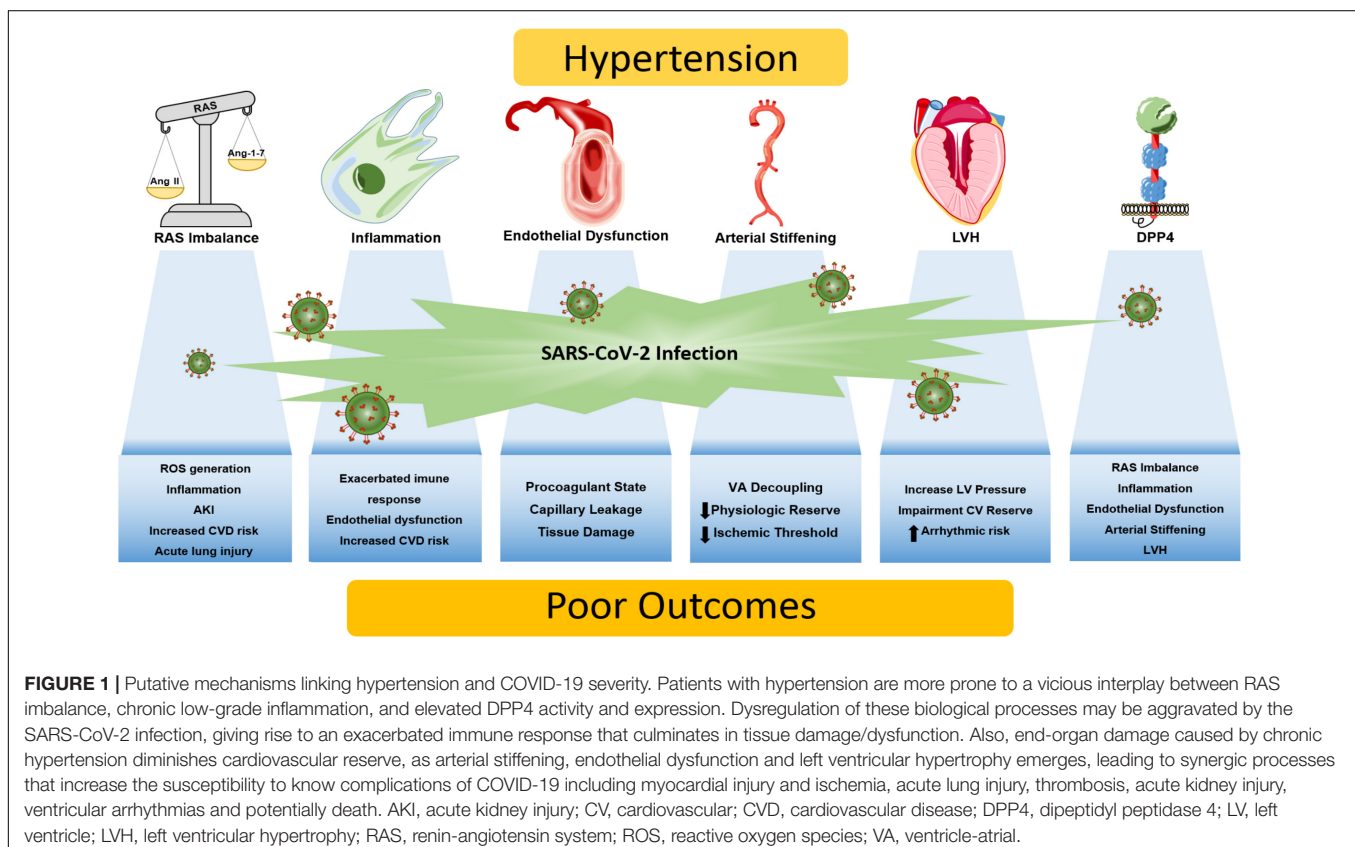 Hypertension
RAS
Ang-1-7
Ang II
RAS Imbalance
Inflammation
Endothelial Dysfunction
Arterial Stiffening
LVH
DPP4
SARS-CoV-2 Infection
ROS generation
Inflammation
AKI
Increased CVD risk
Acute lung injury
Exacerbated imune
response
Endothelial dysfunction
Increased CVD risk
Procoagulant State
Capillary Leakage
Tissue Damage
VA Decoupling
⬇Physiologic Reserve
⬇Ischemic Threshold
Increase LV Pressure
Impairment CV Reserve
⬆Arrhythmic risk
RAS Imbalance
Inflammation
Endothelial Dysfunction
Arterial Stiffening
LVH
Poor Outcomes
FIGURE 1 | Putative mechanisms linking hypertension and COVID-19 severity. Patients with hypertension are more prone to a vicious interplay between RAS
imbalance, chronic low-grade inflammation, and elevated DPP4 activity and expression. Dysregulation of these biological processes may be aggravated by the
SARS-CoV-2 infection, giving rise to an exacerbated immune response that culminates in tissue damage/dysfunction. Also, end-organ damage caused by chronic
hypertension diminishes cardiovascular reserve, as arterial stiffening, endothelial dysfunction and left ventricular hypertrophy emerges, leading to synergic processes
that increase the susceptibility to know complications of COVID-19 including myocardial injury and ischemia, acute lung injury, thrombosis, acute kidney injury,
ventricular arrhythmias and potentially death. AKI, acute kidney injury; CV, cardiovascular; CVD, cardiovascular disease; DPP4, dipeptidyl peptidase 4; LV, left
ventricle; LVH, left ventricular hypertrophy; RAS, renin-angiotensin system; ROS, reactive oxygen species; VA, ventricle-atrial.